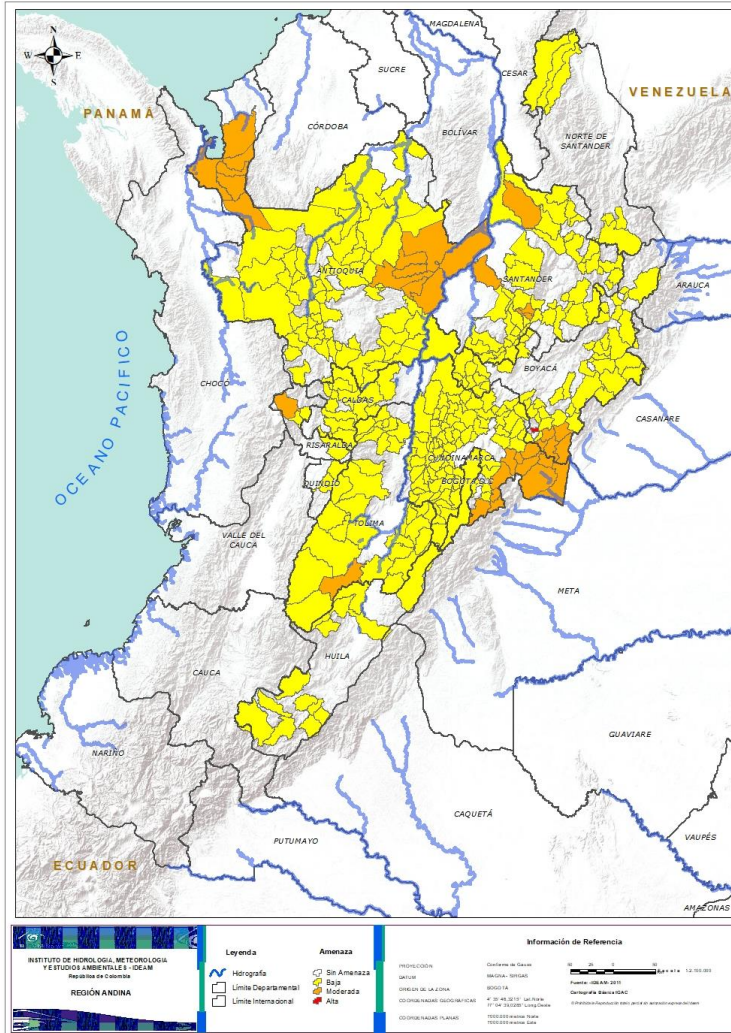 N
W E
S
MAGDALENA
SUCRE
CESAR
VENEZUELA
PANAMÁ
CÓRDOBA
BOLÍVAR
NORTE DE
SANTANDER
ANTIOQUIA
SANTANDER
ARAUCA
OCEANO PACIFICO
CHOCÓ
BOYACÁ
CALDAS
CASANARE
RISARALDA
CUNDINAMARCA
QUINDIO
BOGOTA D.C
TOLIMA
VALLE DEL
CAUCA
META
HUILA
CAUCA
GUAVIARE
NARIÑO
CAQUETÁ
VAUPÉS
PUTUMAYO
ECUADOR
AMAZONAS
INSTITUTO DE HIDROLOGIA, METEOROLOGIA
Y ESTUDIOS AMBIENTALES - IDEAM
República de Colombia
REGIÓN ANDINA
Leyenda
Hidrografía
Límite Departamental
Límite Internacional
Amenaza
Sin Amenaza
Baja
Moderada
Alta
Información de Referencia
PROYECCIÓN Conforme de Gauss
DATUM MAGNA - SIRGAS
ORIGEN DE LA ZONA BOGOTÁ
COORDENADAS GEOGRÁFICAS
COORDENADAS PLANAS
Fuente: IDEAM- 2011
Cartografía Básica IGAC